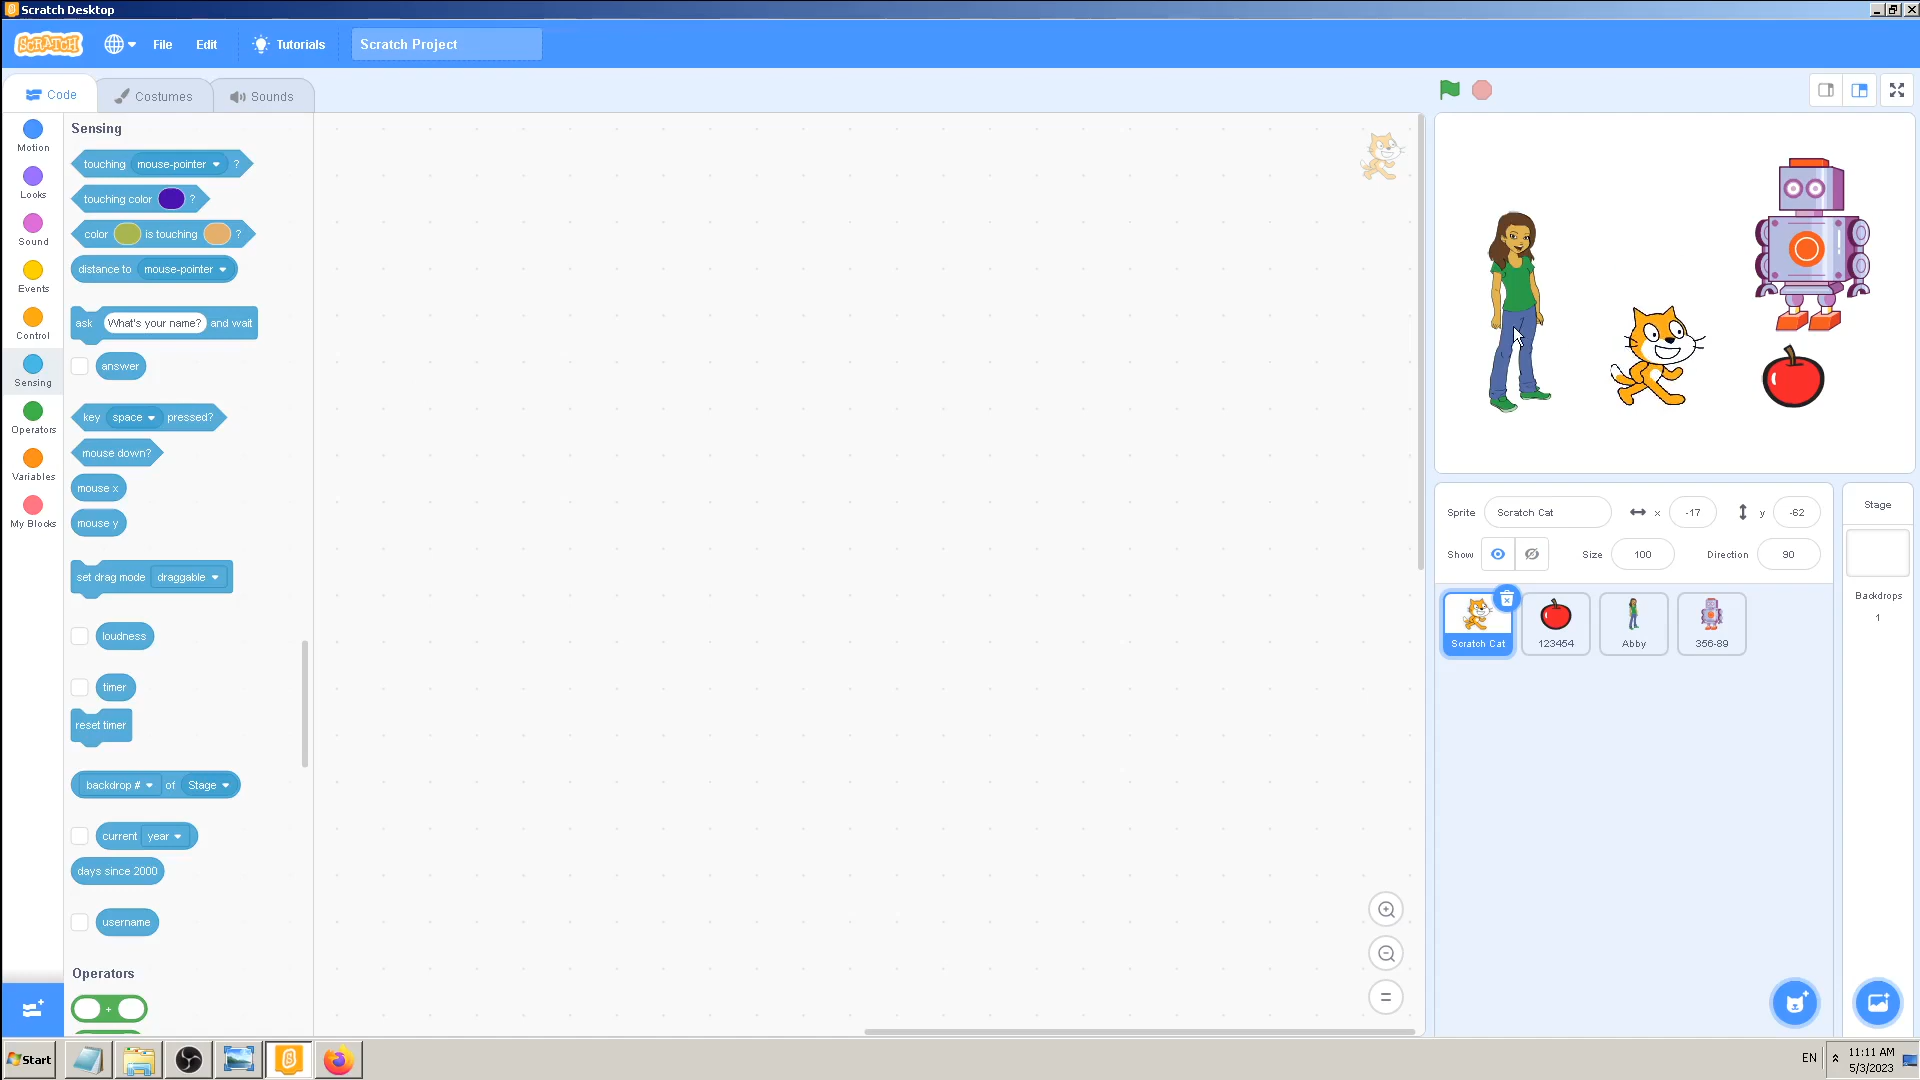 Scratch Desktop
SCRATCH
File
Edit
Tutorials
Scratch Project
Code
Costumes
Sounds
Motion
Looks
Sound
Events
Control
Sensing
Operators
Variables
My Blocks
Sensing
touching mouse-pointer ?
touching color ?
color is touching ?
distance to mouse-pointer
ask What's your name? and wait
answer
key space pressed?
mouse down?
mouse x
mouse y
set drag mode draggable
loudness
timer
reset timer
backdrop # of Stage
current year
days since 2000
username
Operators
+
Sprite Scratch Cat x -17 y -62
Show Size 100 Direction 90
Scratch Cat
123454
Abby
356-89
Stage
Backdrops
1
Start
EN
11:11 AM
5/3/2023